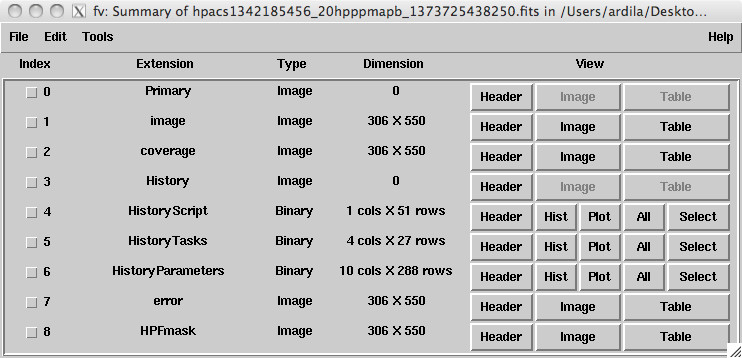 fv: Summary of hpacs1342185456_20hpppmapb_1373725438250.fits in /Users/ardila/Deskto...
File Edit Tools Help
Index Extension Type Dimension View
0 Primary Image 0 Header Image Table
1 image Image 306 X 550 Header Image Table
2 coverage Image 306 X 550 Header Image Table
3 History Image 0 Header Image Table
4 HistoryScript Binary 1 cols X 51 rows Header Hist Plot All Select
5 HistoryTasks Binary 4 cols X 27 rows Header Hist Plot All Select
6 HistoryParameters Binary 10 cols X 288 rows Header Hist Plot All Select
7 error Image 306 X 550 Header Image Table
8 HPFmask Image 306 X 550 Header Image Table